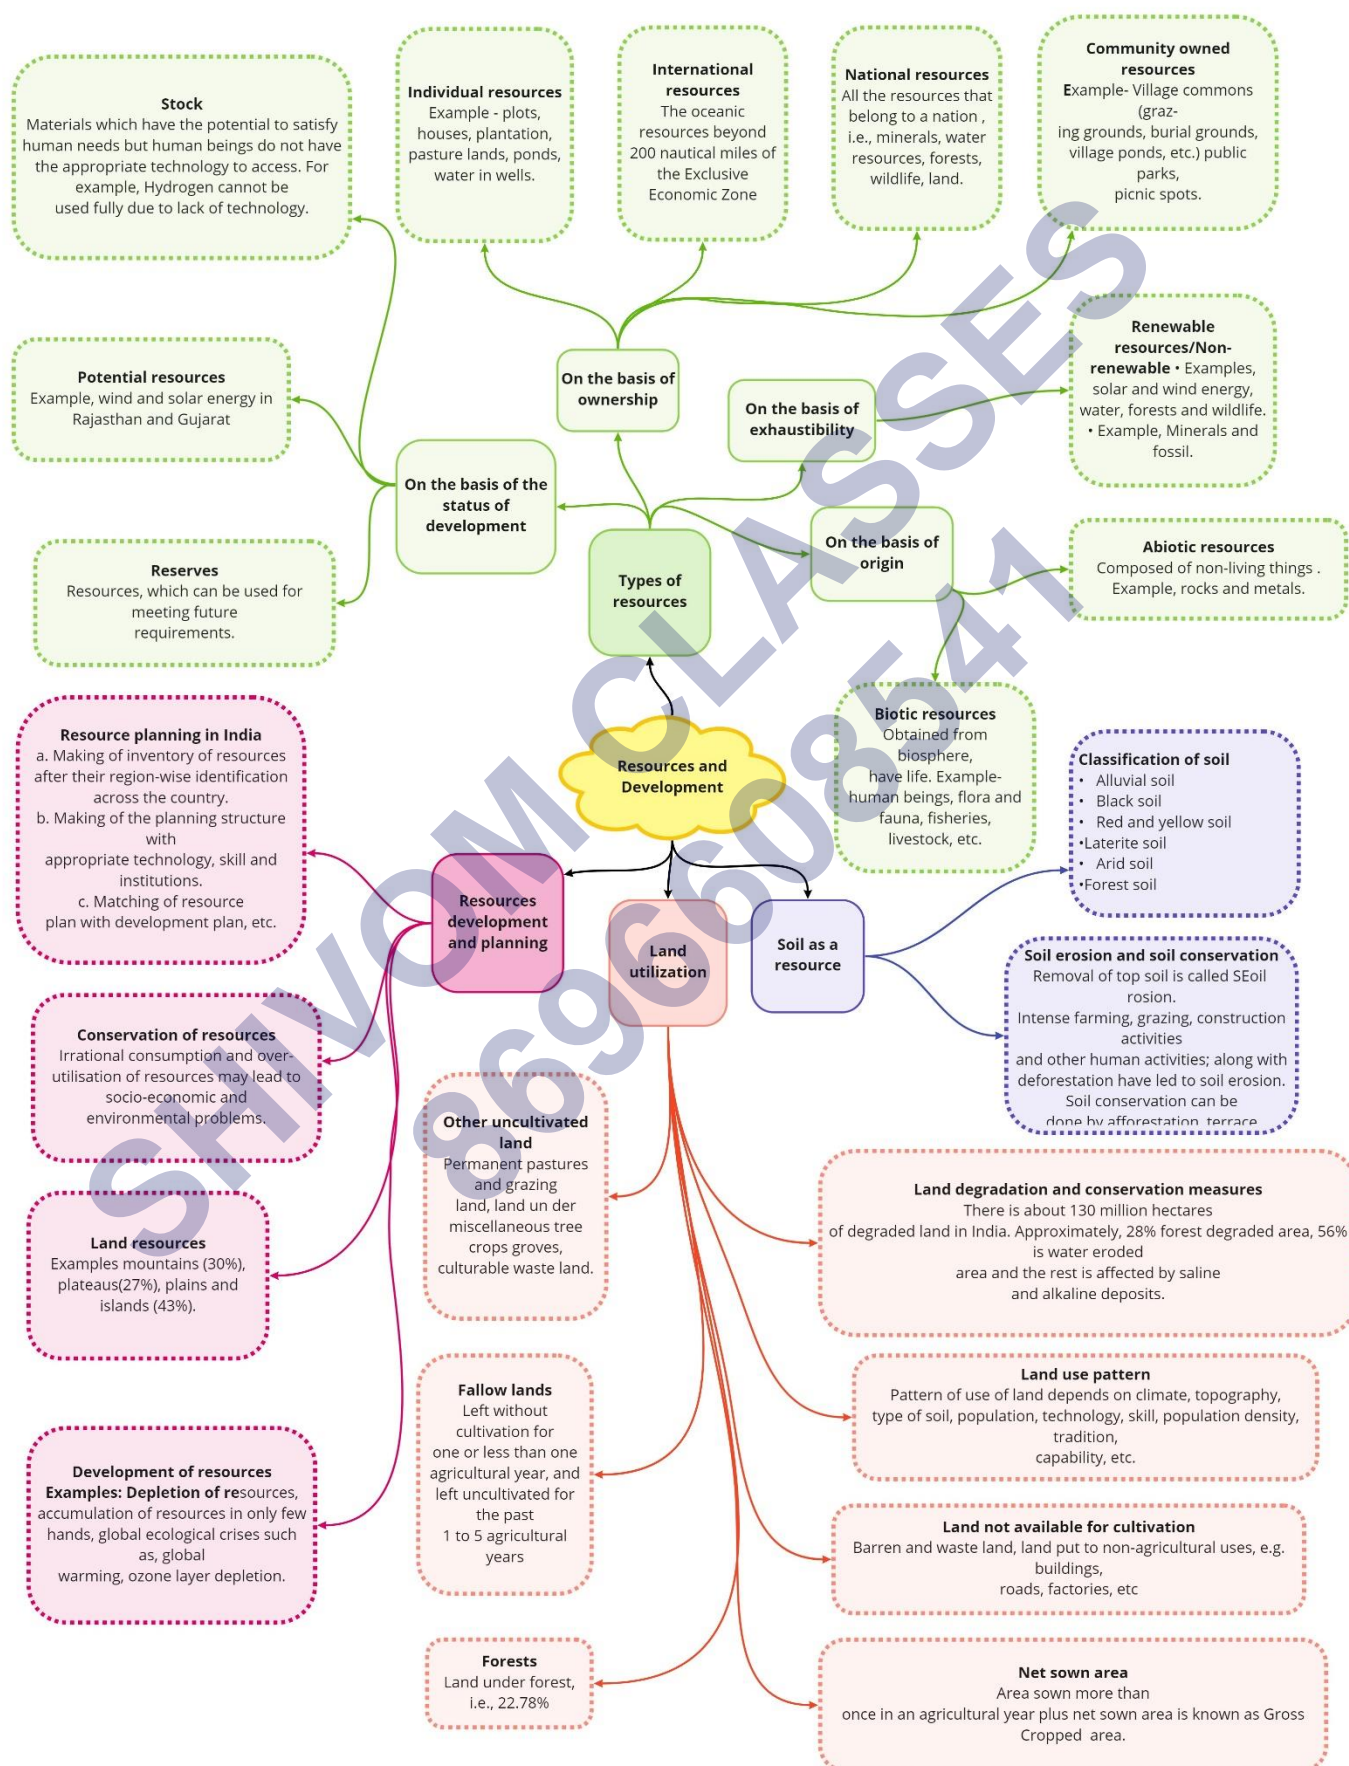 Stock
Materials which have the potential to satisfy
human needs but human beings do not have
the appropriate technology to access. For
example, Hydrogen cannot be
used fully due to lack of technology.
Individual resources
Example - plots,
houses, plantation,
pasture lands, ponds,
water in wells.
International
resources
The oceanic
resources beyond
200 nautical miles of
the Exclusive
Economic Zone
National resources
All the resources that
belong to a nation ,
i.e., minerals, water
resources, forests,
wildlife, land.
Community owned
resources
Example- Village commons
(graz-
ing grounds, burial grounds,
village ponds, etc.) public
parks,
picnic spots.
Potential resources
Example, wind and solar energy in
Rajasthan and Gujarat
On the basis of
ownership
On the basis of
exhaustibility
Renewable
resources/Non-
renewable • Examples,
solar and wind energy,
water, forests and wildlife.
• Example, Minerals and
fossil.
On the basis of the
status of
development
Reserves
Resources, which can be used for
meeting future
requirements.
Types of
resources
On the basis of
origin
Abiotic resources
Composed of non-living things .
Example, rocks and metals.
Biotic resources
Obtained from
biosphere,
have life. Example-
human beings, flora and
fauna, fisheries,
livestock, etc.
Resources and
Development
Resource planning in India
a. Making of inventory of resources
after their region-wise identification
across the country.
b. Making of the planning structure
with
appropriate technology, skill and
institutions.
c. Matching of resource
plan with development plan, etc.
Resources
development
and planning
Land
utilization
Soil as a
resource
Classification of soil
• Alluvial soil
• Black soil
• Red and yellow soil
•Laterite soil
• Arid soil
•Forest soil
Soil erosion and soil conservation
Removal of top soil is called SEoil
rosion.
Intense farming, grazing, construction
activities
and other human activities; along with
deforestation have led to soil erosion.
Soil conservation can be
done by afforestation, terrace
Conservation of resources
Irrational consumption and over-
utilisation of resources may lead to
socio-economic and
environmental problems.
Land resources
Examples mountains (30%),
plateaus(27%), plains and
islands (43%).
Development of resources
Examples: Depletion of resources,
accumulation of resources in only few
hands, global ecological crises such
as, global
warming, ozone layer depletion.
Other uncultivated
land
Permanent pastures
and grazing
land, land un der
miscellaneous tree
crops groves,
culturable waste land.
Fallow lands
Left without
cultivation for
one or less than one
agricultural year, and
left uncultivated for
the past
1 to 5 agricultural
years
Forests
Land under forest,
i.e., 22.78%
Land degradation and conservation measures
There is about 130 million hectares
of degraded land in India. Approximately, 28% forest degraded area, 56%
is water eroded
area and the rest is affected by saline
and alkaline deposits.
Land use pattern
Pattern of use of land depends on climate, topography,
type of soil, population, technology, skill, population density,
tradition,
capability, etc.
Land not available for cultivation
Barren and waste land, land put to non-agricultural uses, e.g.
buildings,
roads, factories, etc
Net sown area
Area sown more than
once in an agricultural year plus net sown area is known as Gross
Cropped area.
SHIVOM CLASSES
8696608541